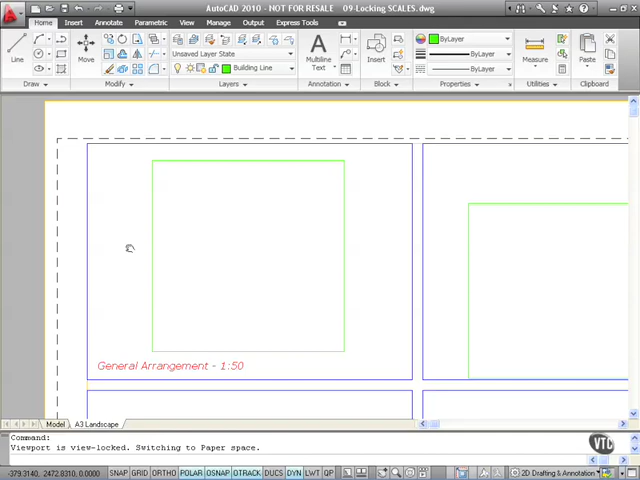 AutoCAD 2010 - NOT FOR RESALE 09-Locking SCALES.dwg
Home Insert Annotate Parametric View Manage Output Express Tools
Line Move Unsaved Layer State Multiline Text Insert ByLayer Measure Paste
Building Line ByLayer
ByLayer
Draw Modify Layers Annotation Block Properties Utilities Clipboard
General Arrangement - 1:50
Model A3 Landscape
Command:
Viewport is view-locked. Switching to Paper space.
VTC
-379.3140, 2472.8310, 0.0000 SNAP GRID ORTHO POLAR OSNAP OTRACK DUCS DYN LWT QP 2D Drafting & Annotation